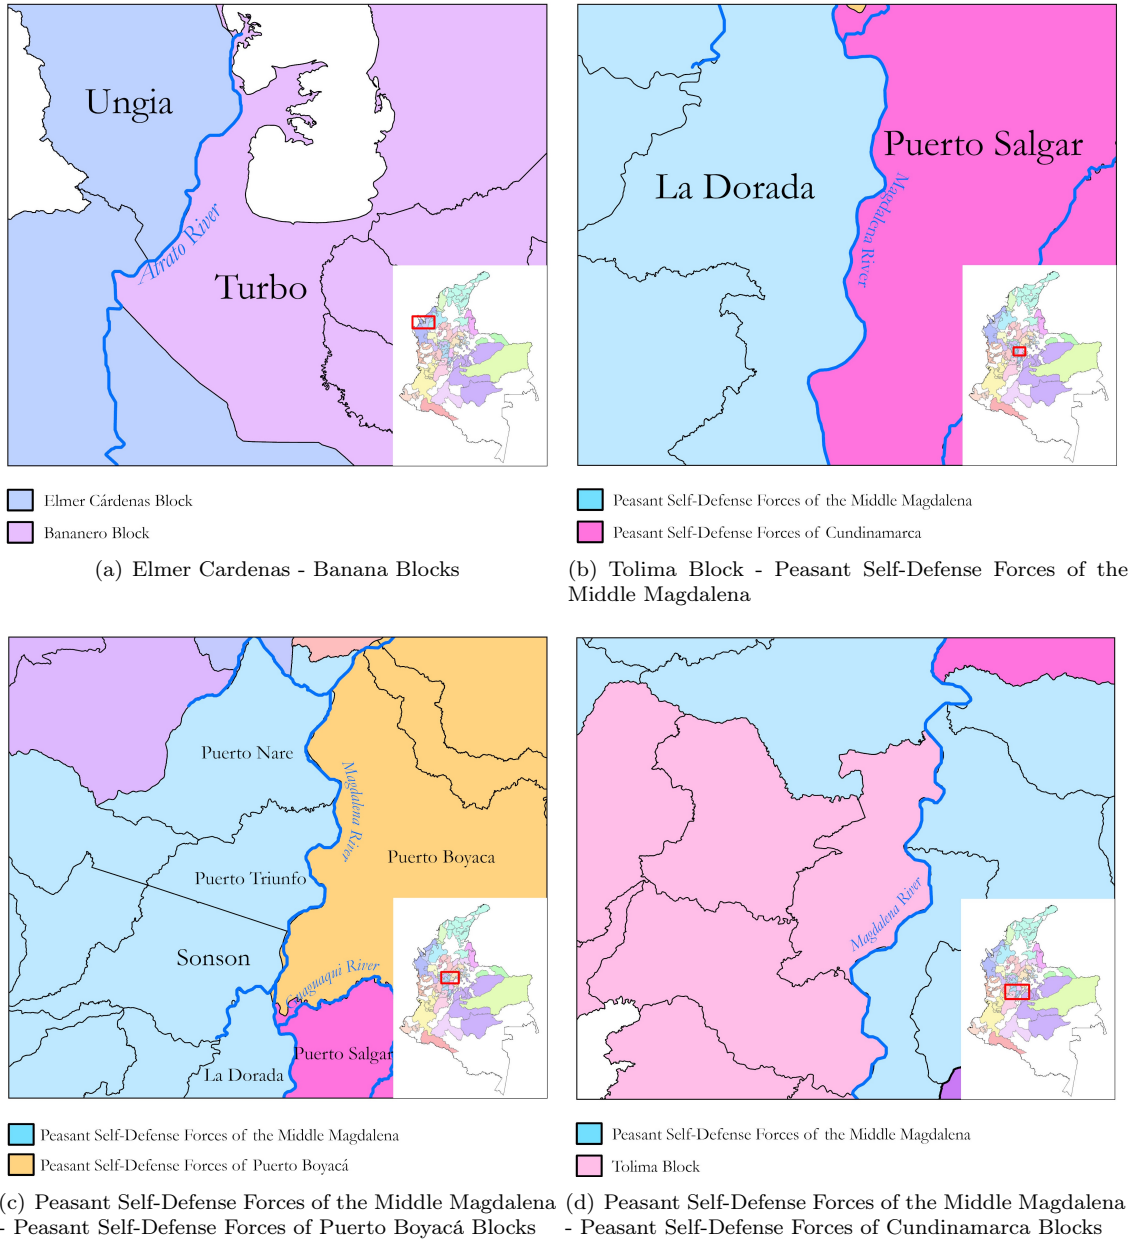 Ungia
Atrato River
Turbo
Elmer Cárdenas Block
Bananero Block
(a) Elmer Cardenas - Banana Blocks
Puerto Salgar
La Dorada
Magdalena River
Peasant Self-Defense Forces of the Middle Magdalena
Peasant Self-Defense Forces of Cundinamarca
(b) Tolima Block - Peasant Self-Defense Forces of the
Middle Magdalena
Puerto Nare
Magdalena River
Puerto Boyaca
Puerto Triunfo
Sonson
Guaguaqui River
Puerto Salgar
La Dorada
Peasant Self-Defense Forces of the Middle Magdalena
Peasant Self-Defense Forces of Puerto Boyacá
(c) Peasant Self-Defense Forces of the Middle Magdalena
- Peasant Self-Defense Forces of Puerto Boyacá Blocks
Magdalena River
Peasant Self-Defense Forces of the Middle Magdalena
Tolima Block
(d) Peasant Self-Defense Forces of the Middle Magdalena
- Peasant Self-Defense Forces of Cundinamarca Blocks